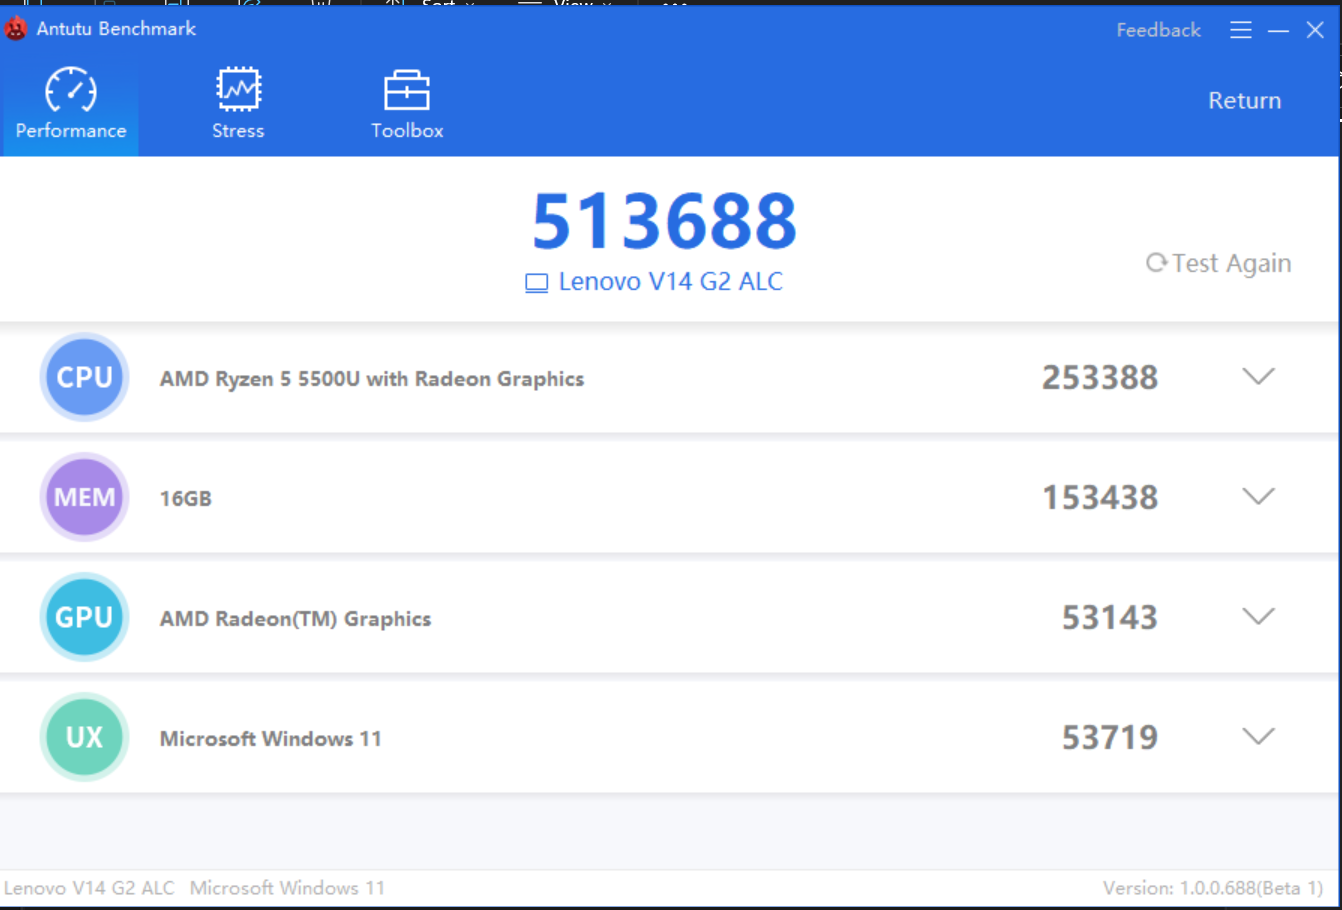 Sort View
Antutu Benchmark Feedback
Performance Stress Toolbox Return
513688
Lenovo V14 G2 ALC
Test Again
CPU AMD Ryzen 5 5500U with Radeon Graphics 253388
MEM 16GB 153438
GPU AMD Radeon(TM) Graphics 53143
UX Microsoft Windows 11 53719
Lenovo V14 G2 ALC Microsoft Windows 11 Version: 1.0.0.688(Beta 1)